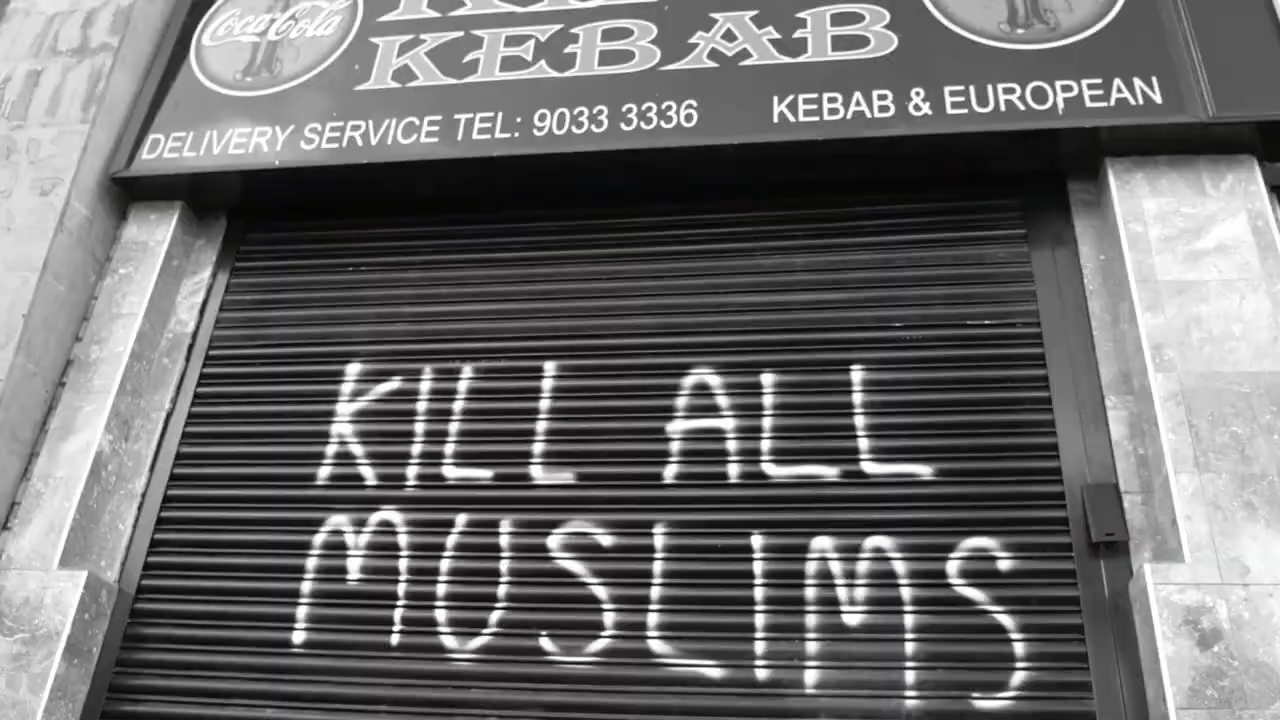 Coca-Cola
KEBAB
DELIVERY SERVICE TEL: 9033 3336
KEBAB & EUROPEAN
KILL ALL
MUSLIMS